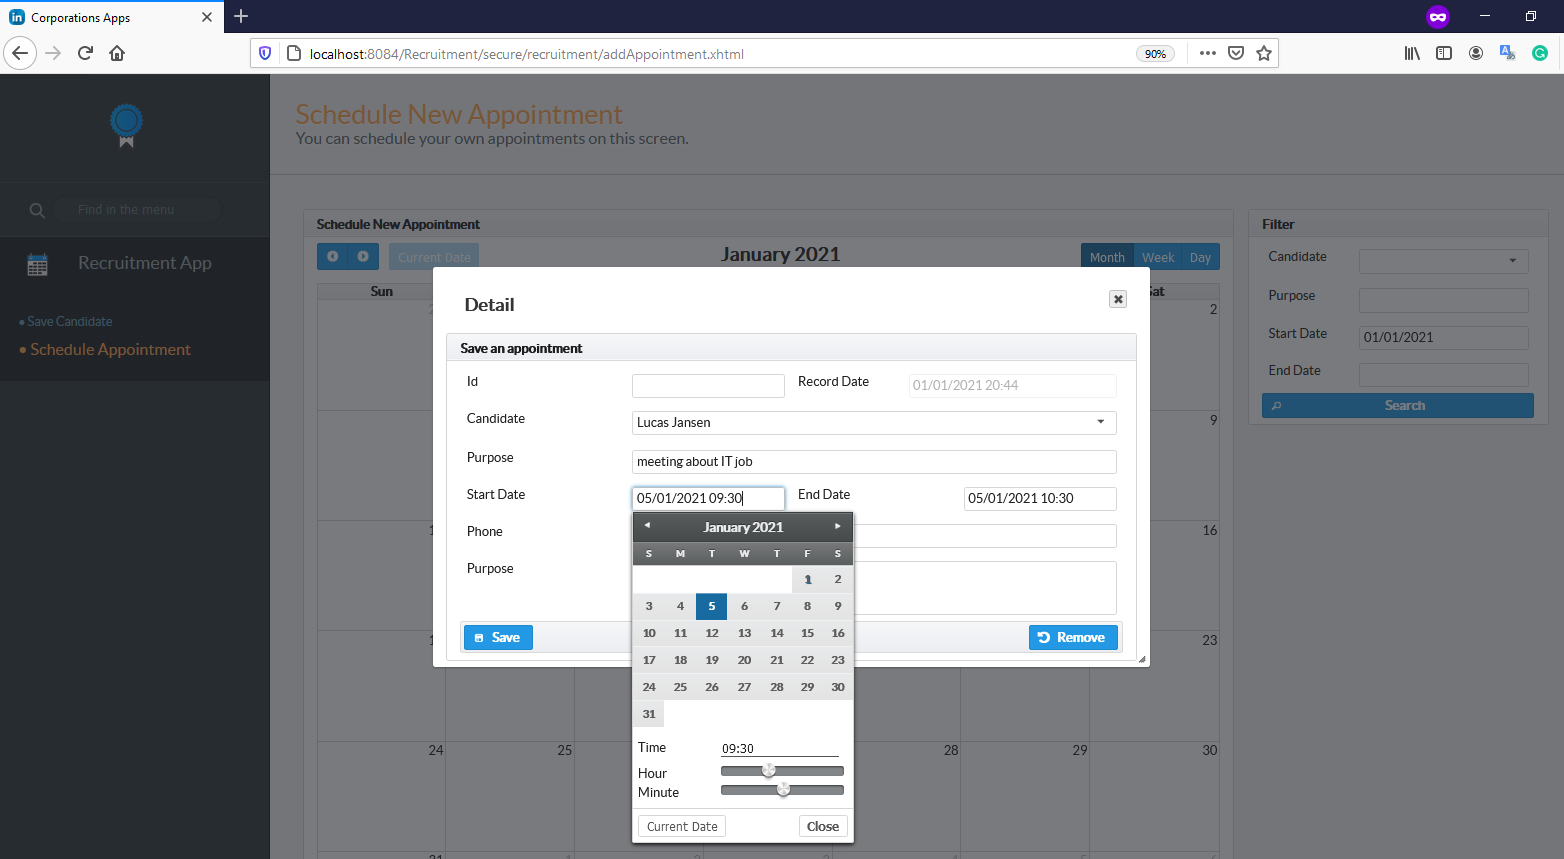 in Corporations Apps
localhost:8084/Recruitment/secure/recruitment/addAppointment.xhtml
90%
Find in the menu
Recruitment App
Save Candidate
Schedule Appointment
Schedule New Appointment
You can schedule your own appointments on this screen.
Schedule New Appointment
Current Date
January 2021
Month Week Day
Sun
2
9
16
23
24 25 28 29 30
31
Filter
Candidate
Purpose
Start Date 01/01/2021
End Date
Search
Detail
Save an appointment
Id
Record Date 01/01/2021 20:44
Candidate Lucas Jansen
Purpose meeting about IT job
Start Date 05/01/2021 09:30 End Date 05/01/2021 10:30
Phone
Purpose
Save
Remove
January 2021
S M T W T F S
1 2
3 4 5 6 7 8 9
10 11 12 13 14 15 16
17 18 19 20 21 22 23
24 25 26 27 28 29 30
31
Time 09:30
Hour
Minute
Current Date Close